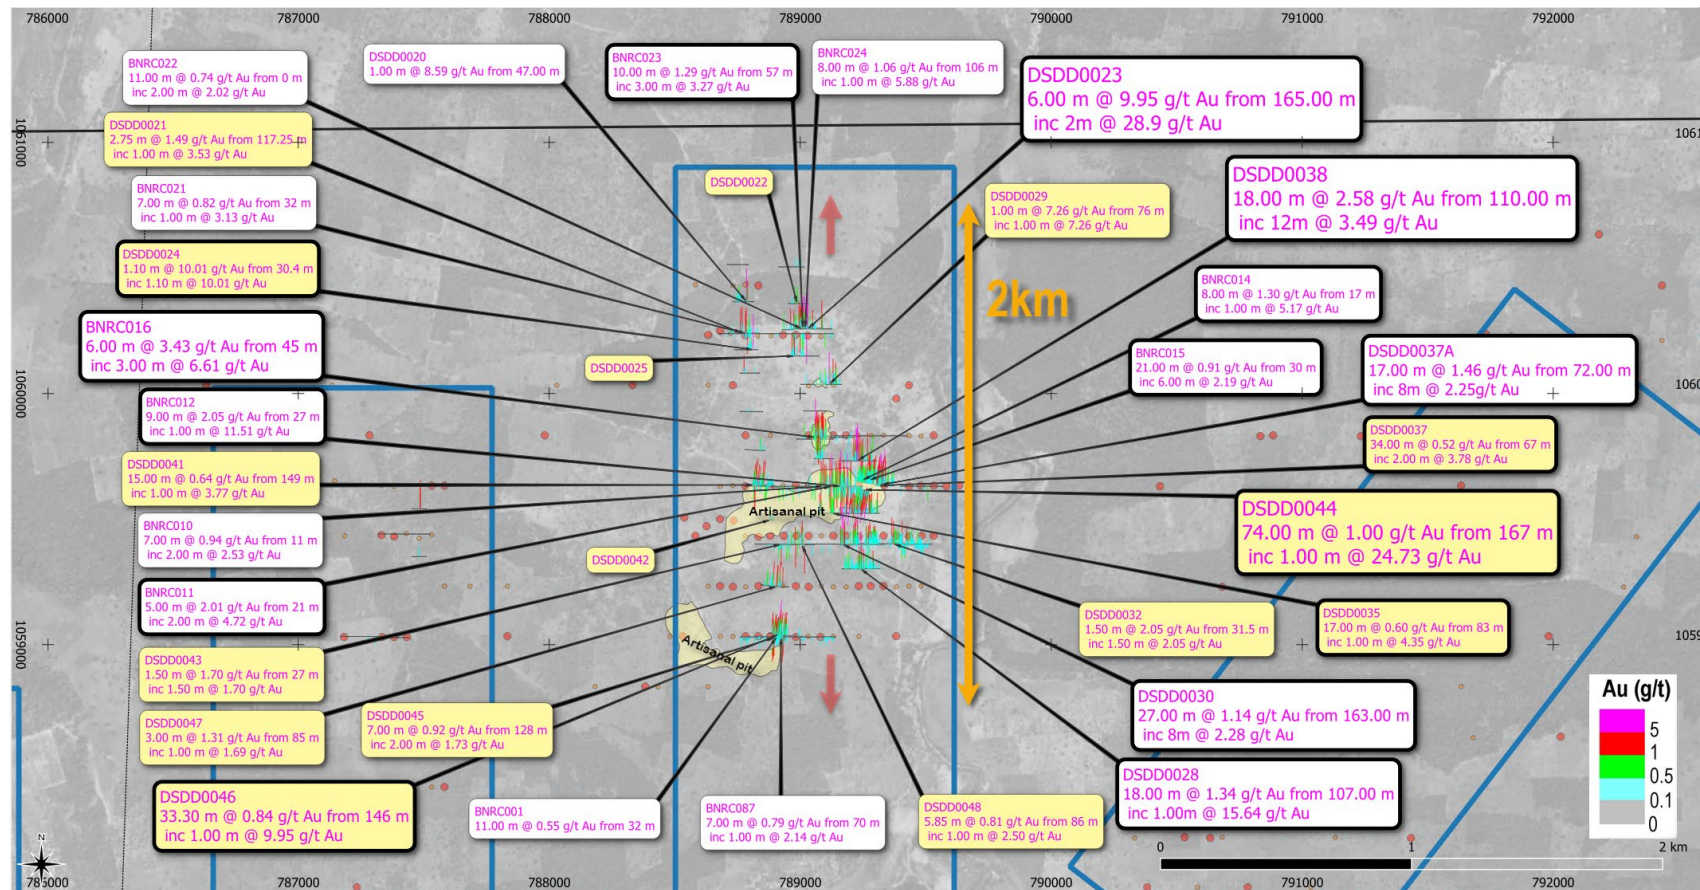 786000
787000
788000
789000
790000
791000
792000
BNRC022
11.00 m @ 0.74 g/t Au from 0 m
inc 2.00 m @ 2.02 g/t Au
DSDD0020
1.00 m @ 8.59 g/t Au from 47.00 m
BNRC023
10.00 m @ 1.29 g/t Au from 57 m
inc 3.00 m @ 3.27 g/t Au
BNRC024
8.00 m @ 1.06 g/t Au from 106 m
inc 1.00 m @ 5.88 g/t Au
DSDD0023
6.00 m @ 9.95 g/t Au from 165.00 m
inc 2m @ 28.9 g/t Au
DSDD0021
2.75 m @ 1.49 g/t Au from 117.25 m
inc 1.00 m @ 3.53 g/t Au
1061000
1061
DSDD0022
DSDD0029
1.00 m @ 7.26 g/t Au from 76 m
inc 1.00 m @ 7.26 g/t Au
DSDD0038
18.00 m @ 2.58 g/t Au from 110.00 m
inc 12m @ 3.49 g/t Au
BNRC021
7.00 m @ 0.82 g/t Au from 32 m
inc 1.00 m @ 3.13 g/t Au
DSDD0024
1.10 m @ 10.01 g/t Au from 30.4 m
inc 1.10 m @ 10.01 g/t Au
2km
BNRC014
8.00 m @ 1.30 g/t Au from 17 m
inc 1.00 m @ 5.17 g/t Au
BNRC016
6.00 m @ 3.43 g/t Au from 45 m
inc 3.00 m @ 6.61 g/t Au
DSDD0025
BNRC015
21.00 m @ 0.91 g/t Au from 30 m
inc 6.00 m @ 2.19 g/t Au
DSDD0037A
17.00 m @ 1.46 g/t Au from 72.00 m
inc 8m @ 2.25g/t Au
1060000
1060
BNRC012
9.00 m @ 2.05 g/t Au from 27 m
inc 1.00 m @ 11.51 g/t Au
DSDD0037
34.00 m @ 0.52 g/t Au from 67 m
inc 2.00 m @ 3.78 g/t Au
DSDD0041
15.00 m @ 0.64 g/t Au from 149 m
inc 1.00 m @ 3.77 g/t Au
DSDD0044
74.00 m @ 1.00 g/t Au from 167 m
inc 1.00 m @ 24.73 g/t Au
Artisanal pit
BNRC010
7.00 m @ 0.94 g/t Au from 11 m
inc 2.00 m @ 2.53 g/t Au
DSDD0042
BNRC011
5.00 m @ 2.01 g/t Au from 21 m
inc 2.00 m @ 4.72 g/t Au
DSDD0032
1.50 m @ 2.05 g/t Au from 31.5 m
inc 1.50 m @ 2.05 g/t Au
DSDD0035
17.00 m @ 0.60 g/t Au from 83 m
inc 1.00 m @ 4.35 g/t Au
1059000
1059
Artisanal pit
DSDD0043
1.50 m @ 1.70 g/t Au from 27 m
inc 1.50 m @ 1.70 g/t Au
DSDD0047
3.00 m @ 1.31 g/t Au from 85 m
inc 1.00 m @ 1.69 g/t Au
DSDD0045
7.00 m @ 0.92 g/t Au from 128 m
inc 2.00 m @ 1.73 g/t Au
DSDD0030
27.00 m @ 1.14 g/t Au from 163.00 m
inc 8m @ 2.28 g/t Au
DSDD0028
18.00 m @ 1.34 g/t Au from 107.00 m
inc 1.00m @ 15.64 g/t Au
DSDD0046
33.30 m @ 0.84 g/t Au from 146 m
inc 1.00 m @ 9.95 g/t Au
BNRC001
11.00 m @ 0.55 g/t Au from 32 m
BNRC087
7.00 m @ 0.79 g/t Au from 70 m
inc 1.00 m @ 2.14 g/t Au
DSDD0048
5.85 m @ 0.81 g/t Au from 86 m
inc 1.00 m @ 2.50 g/t Au
Au (g/t)
5
1
0.5
0.1
0
N
0
1
2 km
786000
787000
788000
789000
790000
791000
792000